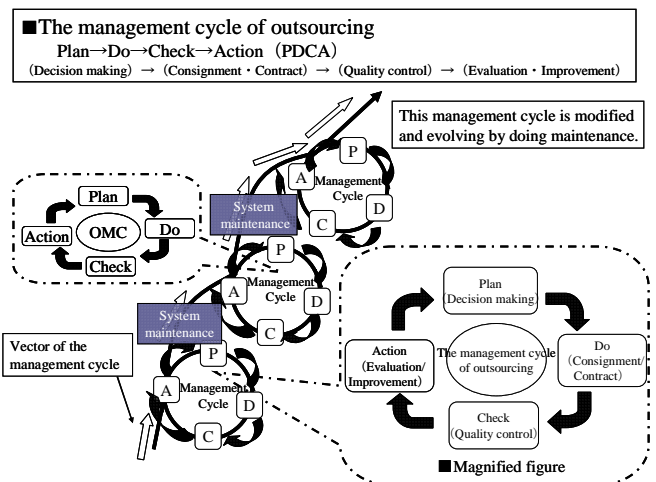 ■The management cycle of outsourcing
Plan→Do→Check→Action (PDCA)
(Decision making) → (Consignment・Contract) → (Quality control) → (Evaluation・Improvement)
This management cycle is modified
and evolving by doing maintenance.
P
A
Management
Cycle
D
C
System
maintenance
Plan
Action
OMC
Do
Check
P
A
Management
Cycle
D
C
System
maintenance
Vector of the
management cycle
P
A
Management
Cycle
D
C
Plan
(Decision making)
Action
(Evaluation/
Improvement)
The management cycle
of outsourcing
Do
(Consignment/
Contract)
Check
(Quality control)
■Magnified figure